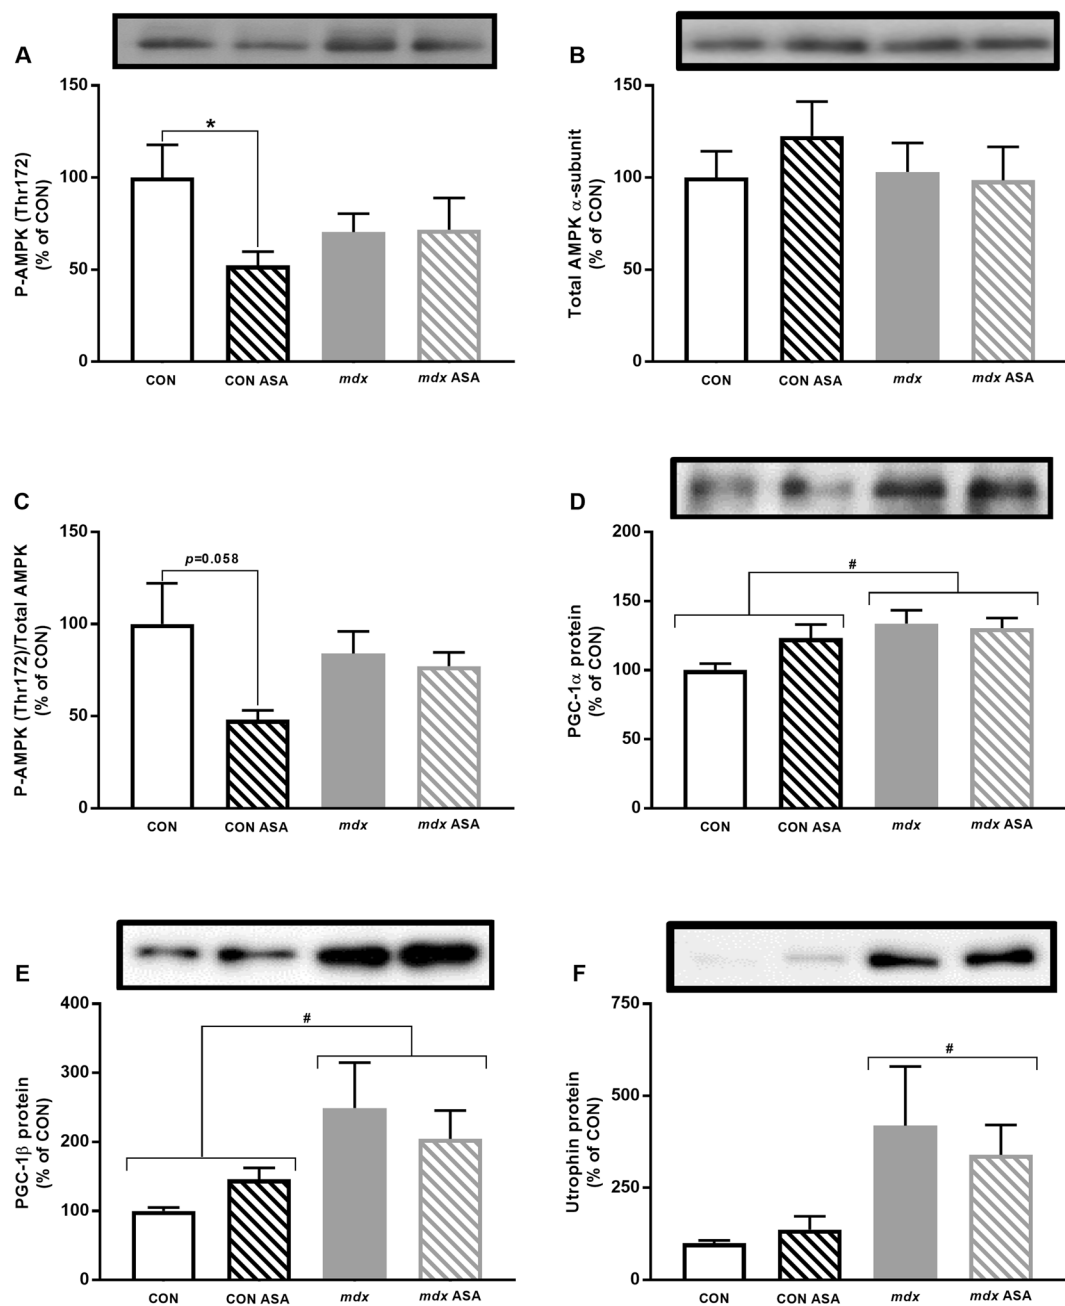 A
P-AMPK (Thr172)
(% of CON)
150
100
50
0
*
CON
CON ASA
mdx
mdx ASA
B
Total AMPK α-subunit
(% of CON)
150
100
50
0
CON
CON ASA
mdx
mdx ASA
C
P-AMPK (Thr172)/Total AMPK
(% of CON)
150
100
50
0
p=0.058
CON
CON ASA
mdx
mdx ASA
D
PGC-1α protein
(% of CON)
200
150
100
50
0
#
CON
CON ASA
mdx
mdx ASA
E
PGC-1β protein
(% of CON)
400
300
200
100
0
#
CON
CON ASA
mdx
mdx ASA
F
Utrophin protein
(% of CON)
750
500
250
0
#
CON
CON ASA
mdx
mdx ASA